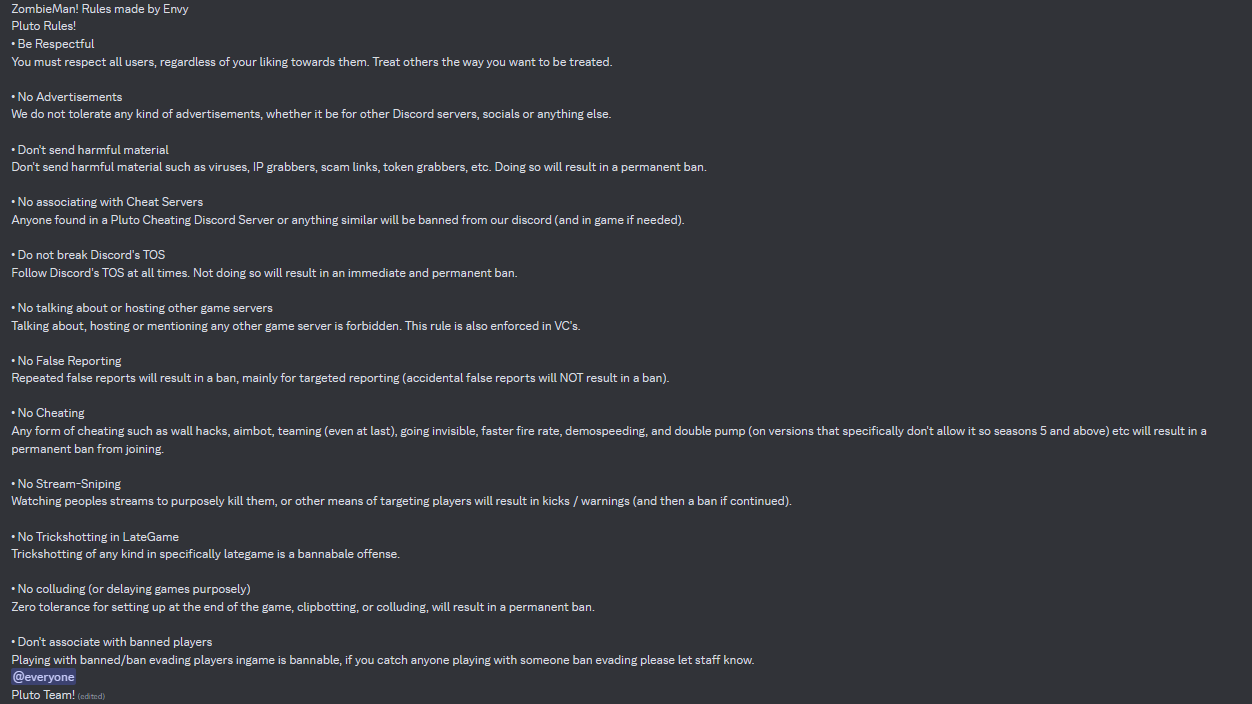 ZombieMan! Rules made by Envy
Pluto Rules!
• Be Respectful
You must respect all users, regardless of your liking towards them. Treat others the way you want to be treated.
• No Advertisements
We do not tolerate any kind of advertisements, whether it be for other Discord servers, socials or anything else.
• Don't send harmful material
Don't send harmful material such as viruses, IP grabbers, scam links, token grabbers, etc. Doing so will result in a permanent ban.
• No associating with Cheat Servers
Anyone found in a Pluto Cheating Discord Server or anything similar will be banned from our discord (and in game if needed).
• Do not break Discord's TOS
Follow Discord's TOS at all times. Not doing so will result in an immediate and permanent ban.
• No talking about or hosting other game servers
Talking about, hosting or mentioning any other game server is forbidden. This rule is also enforced in VC's.
• No False Reporting
Repeated false reports will result in a ban, mainly for targeted reporting (accidental false reports will NOT result in a ban).
• No Cheating
Any form of cheating such as wall hacks, aimbot, teaming (even at last), going invisible, faster fire rate, demospeeding, and double pump (on versions that specifically don't allow it so seasons 5 and above) etc will result in a
permanent ban from joining.
• No Stream-Sniping
Watching peoples streams to purposely kill them, or other means of targeting players will result in kicks / warnings (and then a ban if continued).
• No Trickshotting in LateGame
Trickshotting of any kind in specifically lategame is a bannabale offense.
• No colluding (or delaying games purposely)
Zero tolerance for setting up at the end of the game, clipbotting, or colluding, will result in a permanent ban.
• Don't associate with banned players
Playing with banned/ban evading players ingame is bannable, if you catch anyone playing with someone ban evading please let staff know.
@everyone
Pluto Team! (edited)